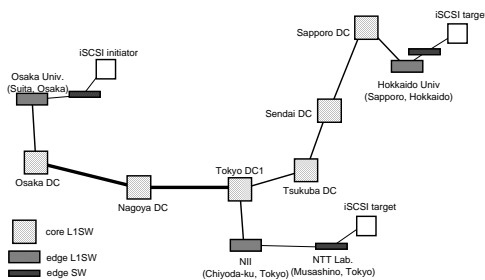 iSCSI targe
Sapporo DC
iSCSI initiator
Osaka Univ.
(Suita, Osaka)
Hokkaido Univ
(Sapporo, Hokkaido)
Sendai DC
Tokyo DC1
Osaka DC
Tsukuba DC
Nagoya DC
iSCSI target
core L1SW
edge L1SW
edge SW
NII
(Chiyoda-ku, Tokyo)
NTT Lab.
(Musashino, Tokyo)